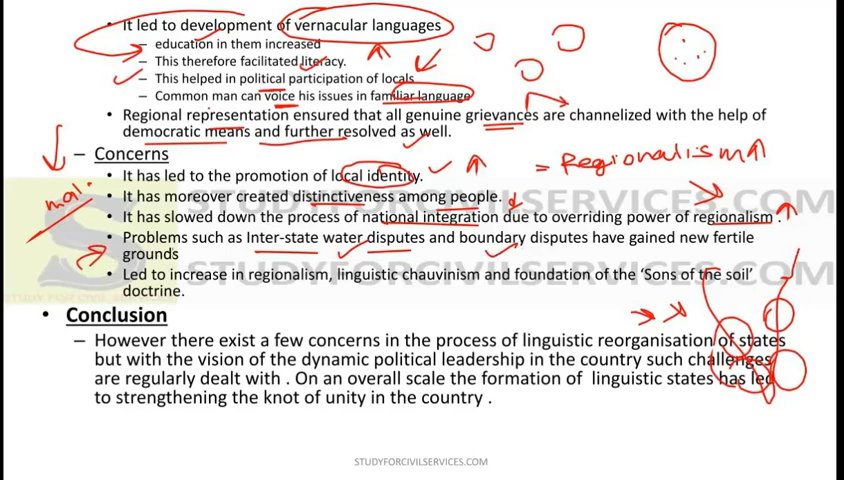 • It led to development of vernacular languages
– education in them increased
– This therefore facilitated literacy.
– This helped in political participation of locals
– Common man can voice his issues in familiar language
• Regional representation ensured that all genuine grievances are channelized with the help of
democratic means and further resolved as well.
– Concerns
= Regionalism
• It has led to the promotion of local identity.
mal.
• It has moreover created distinctiveness among people.
STUDYFORCIVILSERVICES.COM
• It has slowed down the process of national integration due to overriding power of regionalism .
• Problems such as Inter-state water disputes and boundary disputes have gained new fertile
grounds
• Led to increase in regionalism, linguistic chauvinism and foundation of the ‘Sons of the soil’
doctrine.
STUDY FOR CIVIL SERVICES
• Conclusion
– However there exist a few concerns in the process of linguistic reorganisation of states
but with the vision of the dynamic political leadership in the country such challenges
are regularly dealt with . On an overall scale the formation of linguistic states has led
to strengthening the knot of unity in the country .
STUDYFORCIVILSERVICES.COM